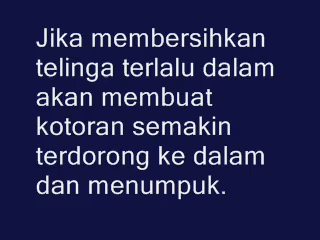 Jika membersihkan
telinga terlalu dalam
akan membuat
kotoran semakin
terdorong ke dalam
dan menumpuk.